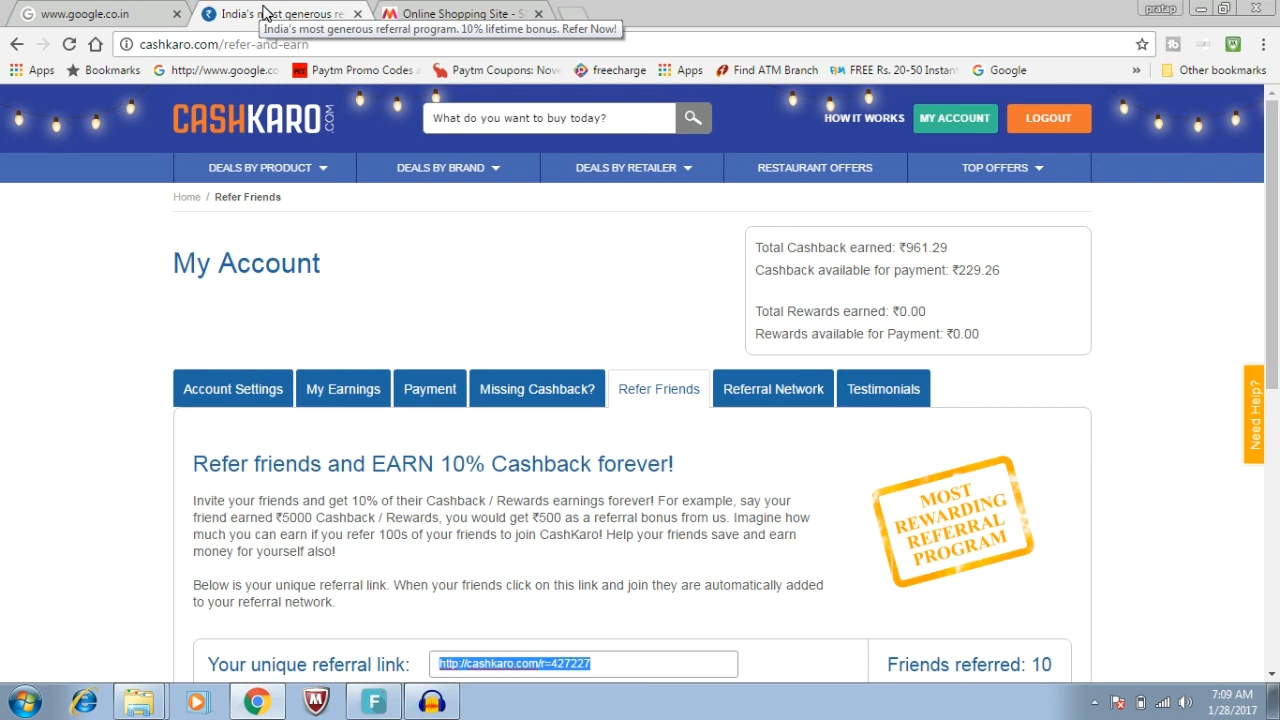 www.google.co.in
India's most generous re
Online Shopping Site - S
pratap
India's most generous referral program. 10% lifetime bonus. Refer Now!
cashkaro.com/refer-and-earn
Apps
Bookmarks
http://www.google.co
Paytm Promo Codes
Paytm Coupons: Nove
freecharge
Apps
Find ATM Branch
FREE Rs. 20-50 Instan
Google
Other bookmarks
CASHKARO.COM
What do you want to buy today?
HOW IT WORKS
MY ACCOUNT
LOGOUT
DEALS BY PRODUCT
DEALS BY BRAND
DEALS BY RETAILER
RESTAURANT OFFERS
TOP OFFERS
Home / Refer Friends
My Account
Total Cashback earned: ₹961.29
Cashback available for payment: ₹229.26
Total Rewards earned: ₹0.00
Rewards available for Payment: ₹0.00
Account Settings
My Earnings
Payment
Missing Cashback?
Refer Friends
Referral Network
Testimonials
Need Help?
Refer friends and EARN 10% Cashback forever!
Invite your friends and get 10% of their Cashback / Rewards earnings forever! For example, say your
friend earned ₹5000 Cashback / Rewards, you would get ₹500 as a referral bonus from us. Imagine how
much you can earn if you refer 100s of your friends to join CashKaro! Help your friends save and earn
money for yourself also!
MOST
REWARDING
REFERRAL
PROGRAM
Below is your unique referral link. When your friends click on this link and join they are automatically added
to your referral network.
Your unique referral link:
http://cashkaro.com/r=427227
Friends referred: 10
7:09 AM
1/28/2017